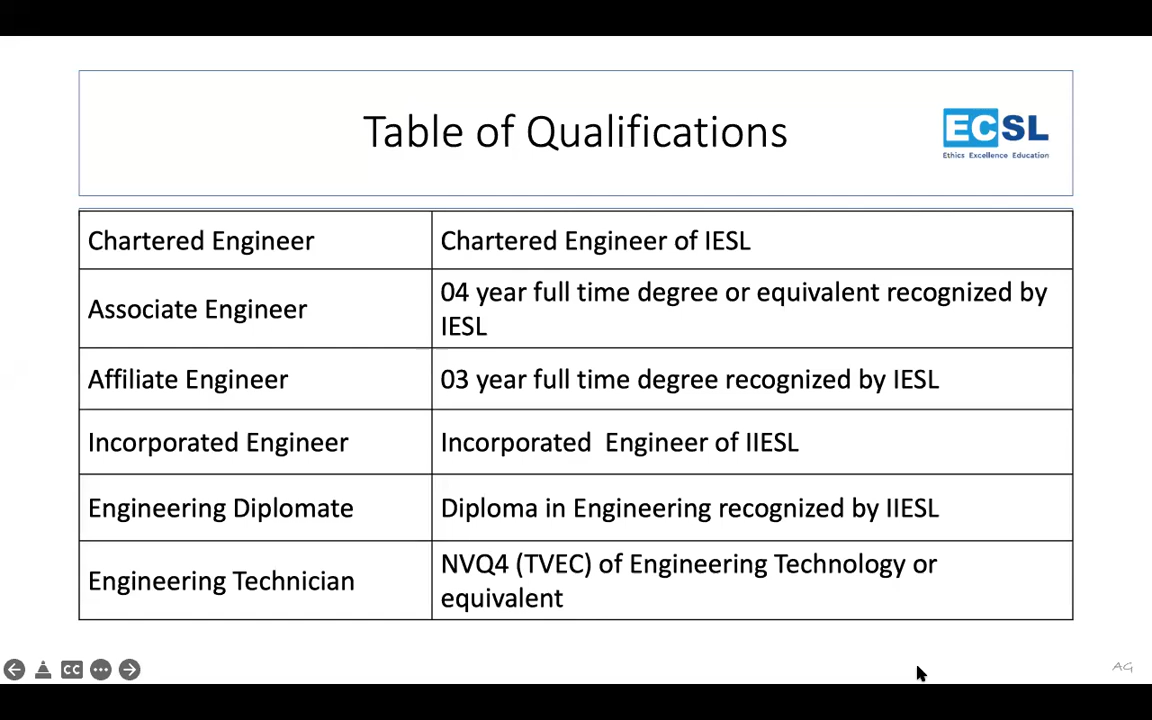 Table of Qualifications
ECSL
Ethics Excellence Education
Chartered Engineer
Chartered Engineer of IESL
Associate Engineer
04 year full time degree or equivalent recognized by
IESL
Affiliate Engineer
03 year full time degree recognized by IESL
Incorporated Engineer
Incorporated  Engineer of IIESL
Engineering Diplomate
Diploma in Engineering recognized by IIESL
Engineering Technician
NVQ4 (TVEC) of Engineering Technology or
equivalent
CC
AG